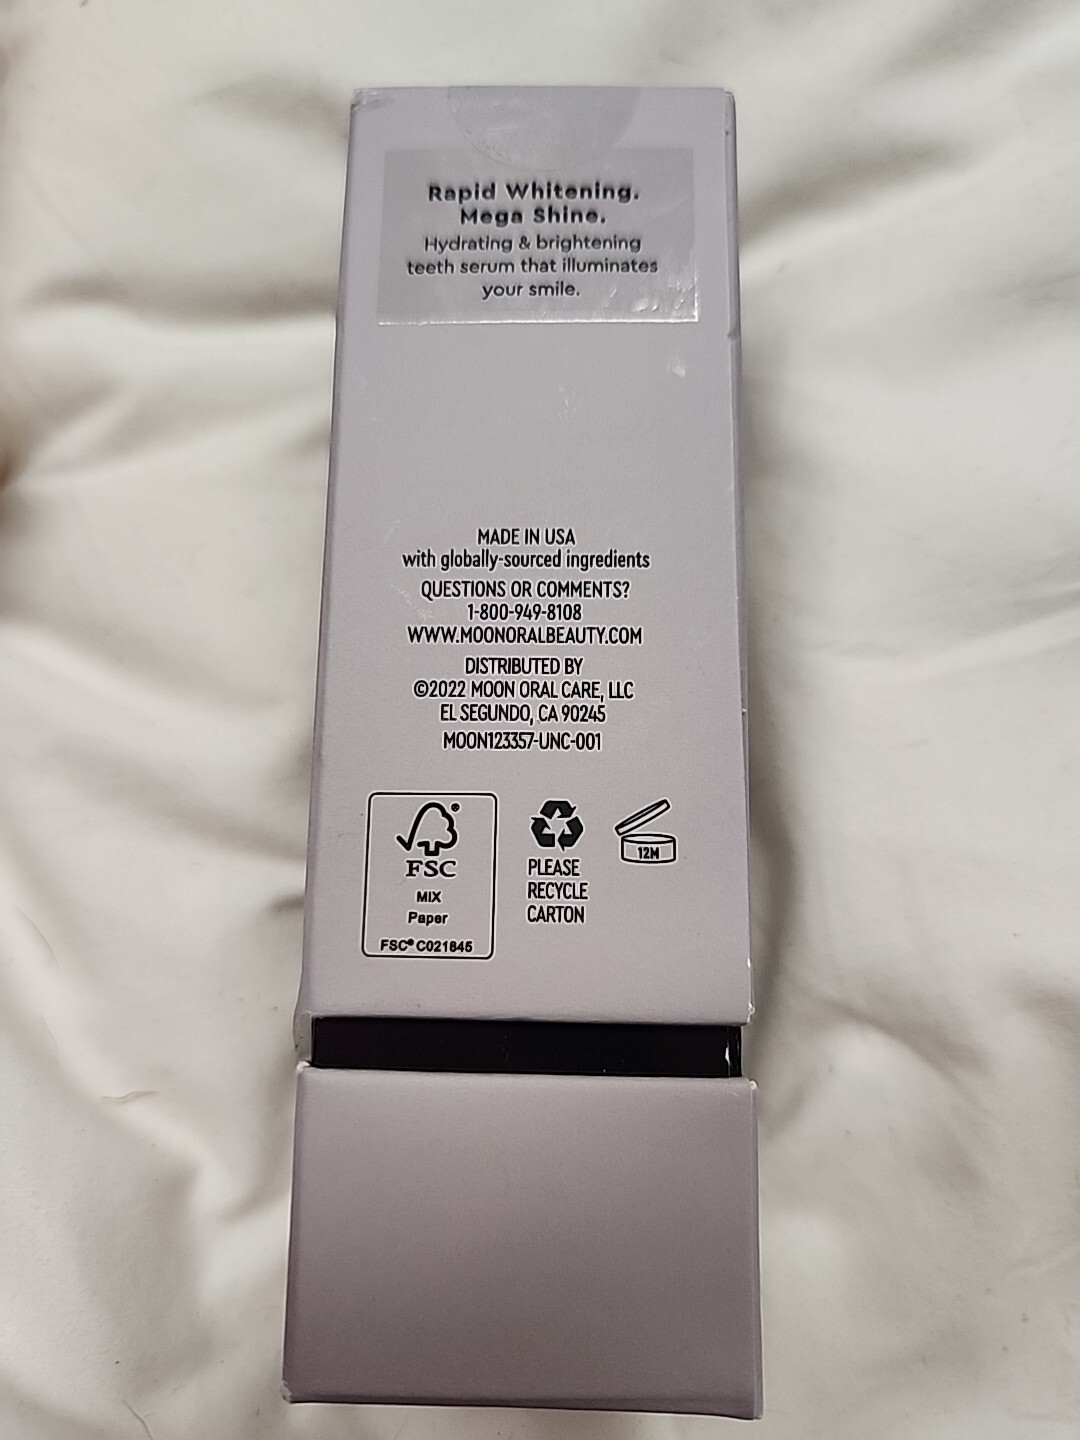 Rapid Whitening.
Mega Shine.
Hydrating & brightening
teeth serum that illuminates
your smile.
MADE IN USA
with globally-sourced ingredients
QUESTIONS OR COMMENTS?
1-800-949-8108
WWW.MOONORALBEAUTY.COM
DISTRIBUTED BY
©2022 MOON ORAL CARE, LLC
EL SEGUNDO, CA 90245
MOON123357-UNC-001
®
FSC
MIX
Paper
FSC® C021845
PLEASE
RECYCLE
CARTON
12M